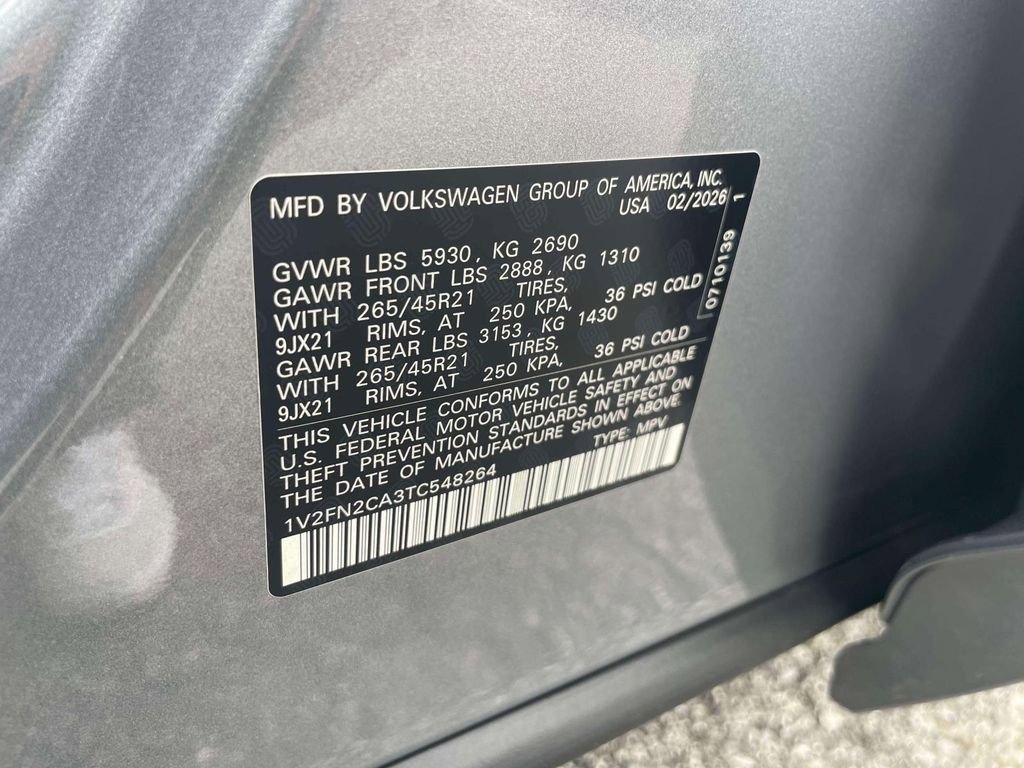 MFD BY VOLKSWAGEN GROUP OF AMERICA, INC.
USA 02/2026
GVWR LBS 5930, KG 2690
GAWR FRONT LBS 2888, KG 1310
WITH 265/45R21 TIRES,
9JX21 RIMS, AT 250 KPA, 36 PSI COLD
GAWR REAR LBS 3153, KG 1430
WITH 265/45R21 TIRES,
9JX21 RIMS, AT 250 KPA, 36 PSI COLD
THIS VEHICLE CONFORMS TO ALL APPLICABLE
U.S. FEDERAL MOTOR VEHICLE SAFETY AND
THEFT PREVENTION STANDARDS IN EFFECT ON
THE DATE OF MANUFACTURE SHOWN ABOVE.
1V2FN2CA3TC548264 TYPE: MPV
0710139 1